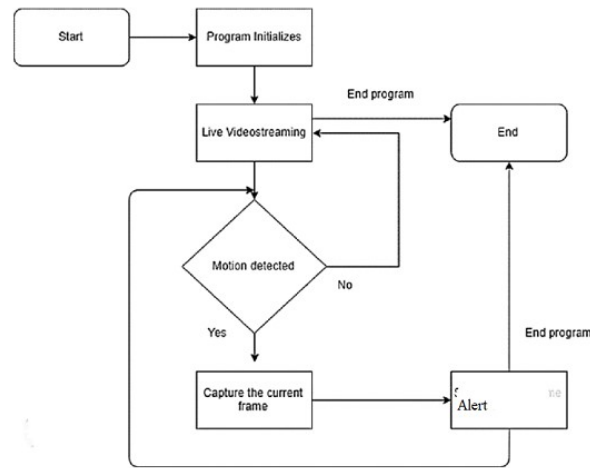 Start
Program Initializes
End program
Live Videostreaming
End
Motion detected
No
Yes
End program
Capture the current
frame
Alert